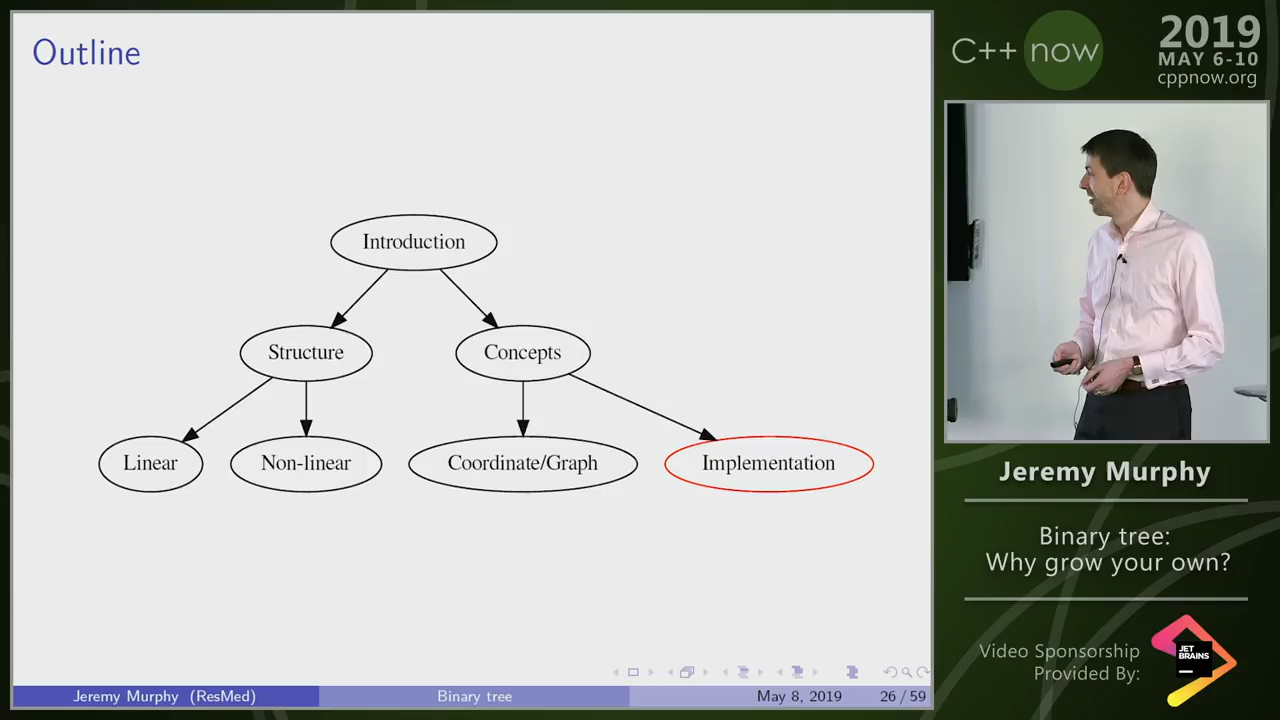 Outline
Introduction
Structure
Concepts
Linear
Non-linear
Coordinate/Graph
Implementation
Jeremy Murphy (ResMed)
Binary tree
May 8, 2019
26 / 59
C++ now
2019
MAY 6-10
cppnow.org
Jeremy Murphy
Binary tree:
Why grow your own?
Video Sponsorship
Provided By:
JET
BRAINS